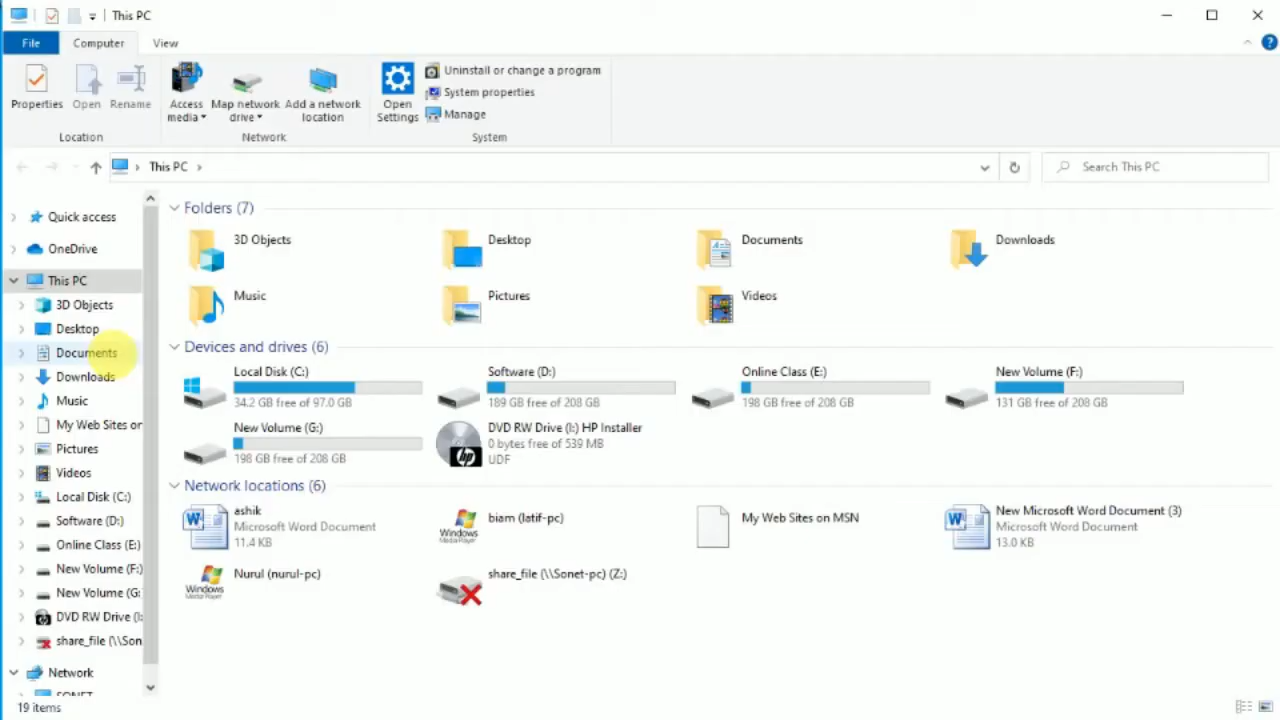 This PC
File
Computer
View
Properties
Open
Rename
Access media
Map network drive
Add a network location
Open Settings
Uninstall or change a program
System properties
Manage
Location
Network
System
This PC
Search This PC
Quick access
OneDrive
This PC
3D Objects
Desktop
Documents
Downloads
Music
My Web Sites on
Pictures
Videos
Local Disk (C:)
Software (D:)
Online Class (E:)
New Volume (F:)
New Volume (G:
DVD RW Drive (I:
share_file (\\Son
Network
SONET
Folders (7)
3D Objects
Desktop
Documents
Downloads
Music
Pictures
Videos
Devices and drives (6)
Local Disk (C:)
34.2 GB free of 97.0 GB
Software (D:)
189 GB free of 208 GB
Online Class (E:)
198 GB free of 208 GB
New Volume (F:)
131 GB free of 208 GB
New Volume (G:)
198 GB free of 208 GB
DVD RW Drive (I:) HP Installer
0 bytes free of 539 MB
UDF
hp
Network locations (6)
ashik
Microsoft Word Document
11.4 KB
biam (latif-pc)
Windows
Media Player
My Web Sites on MSN
New Microsoft Word Document (3)
Microsoft Word Document
13.0 KB
Nurul (nurul-pc)
Windows
Media Player
share_file (\\Sonet-pc) (Z:)
19 items